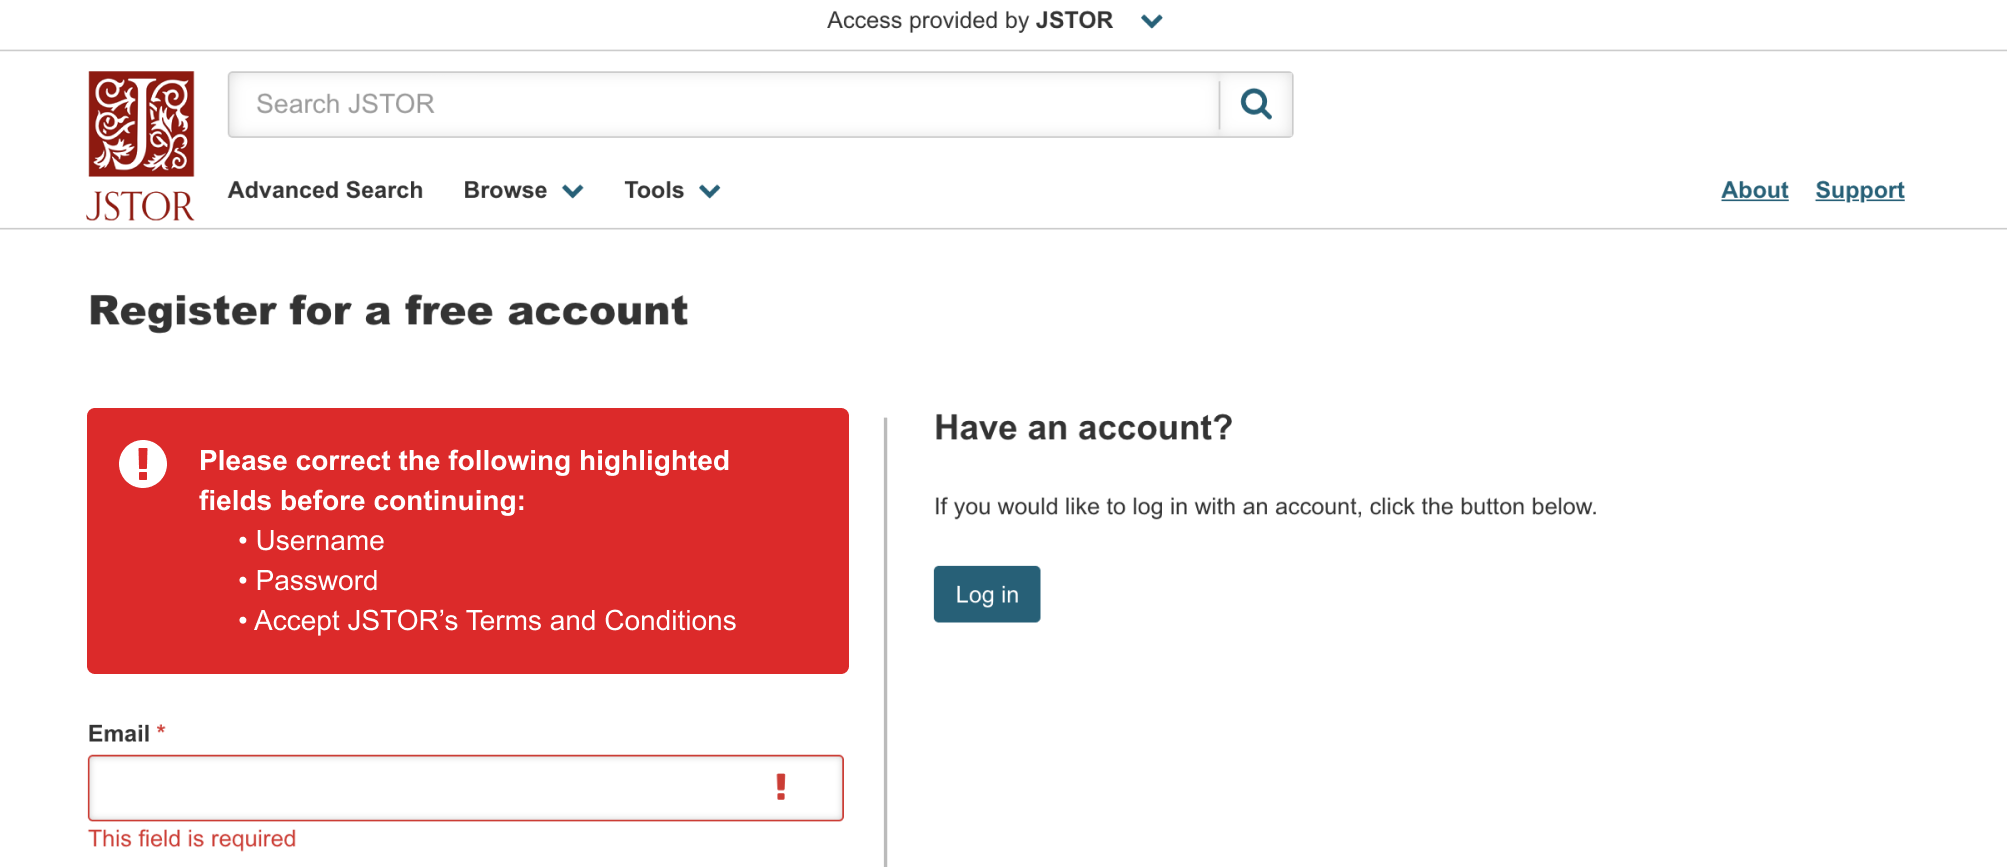 Access provided by JSTOR
Search JSTOR
JSTOR
Advanced Search Browse Tools About Support
Register for a free account
Please correct the following highlighted
fields before continuing:
• Username
• Password
• Accept JSTOR’s Terms and Conditions
Email *
This field is required
Have an account?
If you would like to log in with an account, click the button below.
Log in